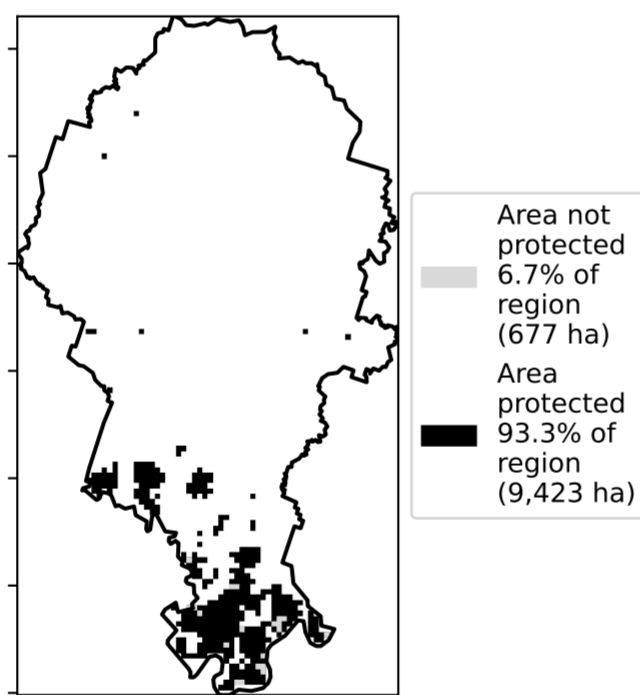 Area not
protected
6.7% of
region
(677 ha)
Area
protected
93.3% of
region
(9,423 ha)